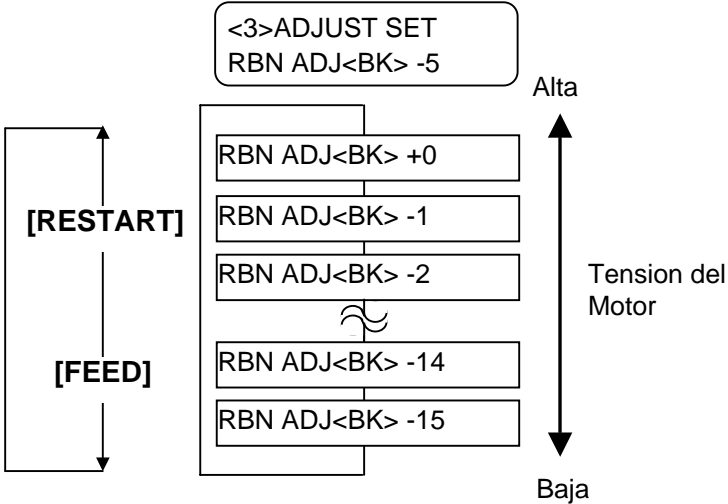 <3>ADJUST SET
RBN ADJ<BK> -5
Alta
RBN ADJ<BK> +0
[RESTART]
RBN ADJ<BK> -1
RBN ADJ<BK> -2
Tension del
Motor
RBN ADJ<BK> -14
[FEED]
RBN ADJ<BK> -15
Baja